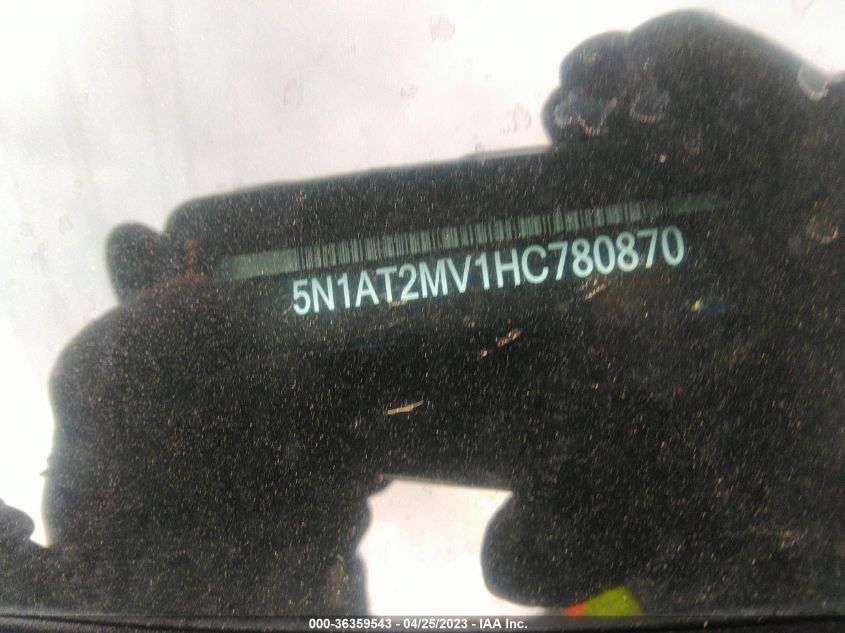 5N1AT2MV1HC780870
000-36359543 - 04/25/2023 - IAA Inc.